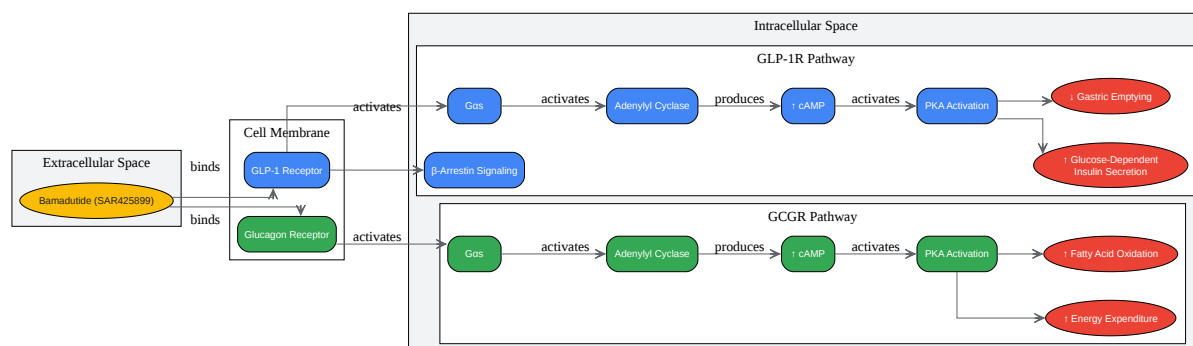 Intracellular Space
GLP-1R Pathway
Extracellular Space
Bamadutide (SAR425899)
binds
binds
Cell Membrane
GLP-1 Receptor
Glucagon Receptor
activates
Gαs
activates
Adenylyl Cyclase
produces
↑ cAMP
activates
PKA Activation
↓ Gastric Emptying
↑ Glucose-Dependent
Insulin Secretion
β-Arrestin Signaling
GCGR Pathway
activates
Gαs
activates
Adenylyl Cyclase
produces
↑ cAMP
activates
PKA Activation
↑ Fatty Acid Oxidation
↑ Energy Expenditure